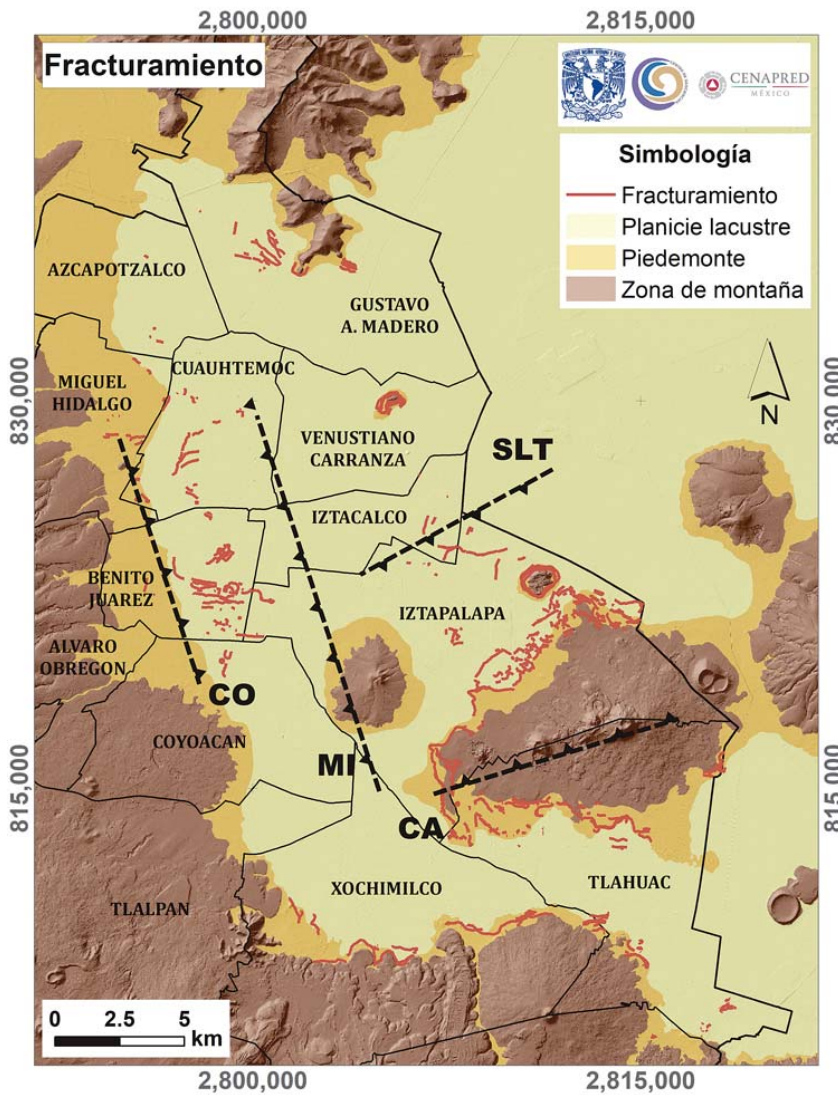 2,800,000
2,815,000
Fracturamiento
CENAPRED
MÉXICO
Simbología
Fracturamiento
Planicie lacustre
Piedemonte
Zona de montaña
AZCAPOTZALCO
GUSTAVO
A. MADERO
830,000
830,000
MIGUEL
HIDALGO
CUAUHTEMOC
N
VENUSTIANO
CARRANZA
SLT
IZTACALCO
BENITO
JUAREZ
IZTAPALAPA
ALVARO
OBREGON
CO
COYOACAN
MI
815,000
815,000
CA
XOCHIMILCO
TLAHUAC
TLALPAN
0 2.5 5
km
2,800,000
2,815,000